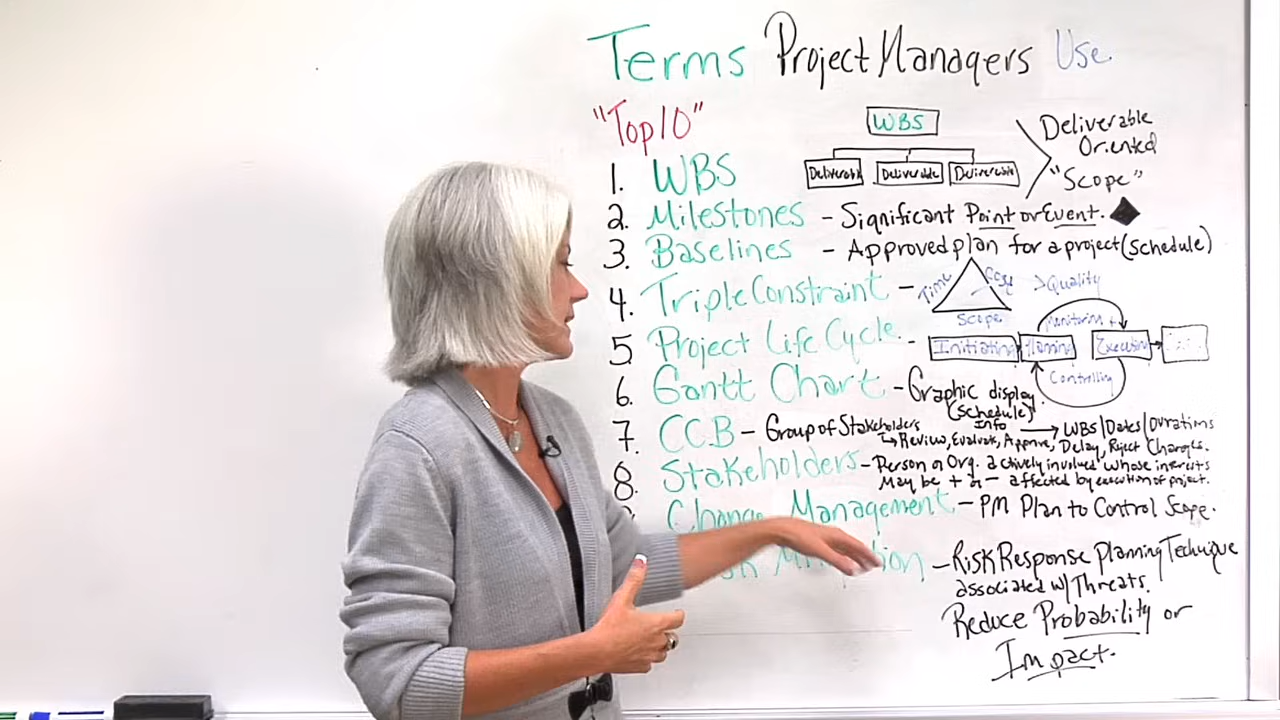 Terms Project Managers Use
"Top10"
WBS
Deliverable Deliverable Deliverable
Deliverable
Oriented
"Scope"
1. WBS
2. Milestones - Significant Point or Event.
3. Baselines - Approved plan for a project (schedule)
4. Triple Constraint - Time Cost >Quality
Scope
5. Project Life Cycle - Initiating Planning Executing
Monitoring +
Controlling
6. Gantt Chart - Graphic display
(schedule)
Info → WBS/Dates/Durations
7. CCB - Group of Stakeholders
Review, Evaluate, Approve, Delay, Reject Changes.
8. Stakeholders - Person or Org. actively involved whose interests
May be + or - affected by execution of project.
Management - PM Plan to Control Scope.
- Risk Response Planning Technique
associated w/Threats.
Reduce Probability or
Impact.